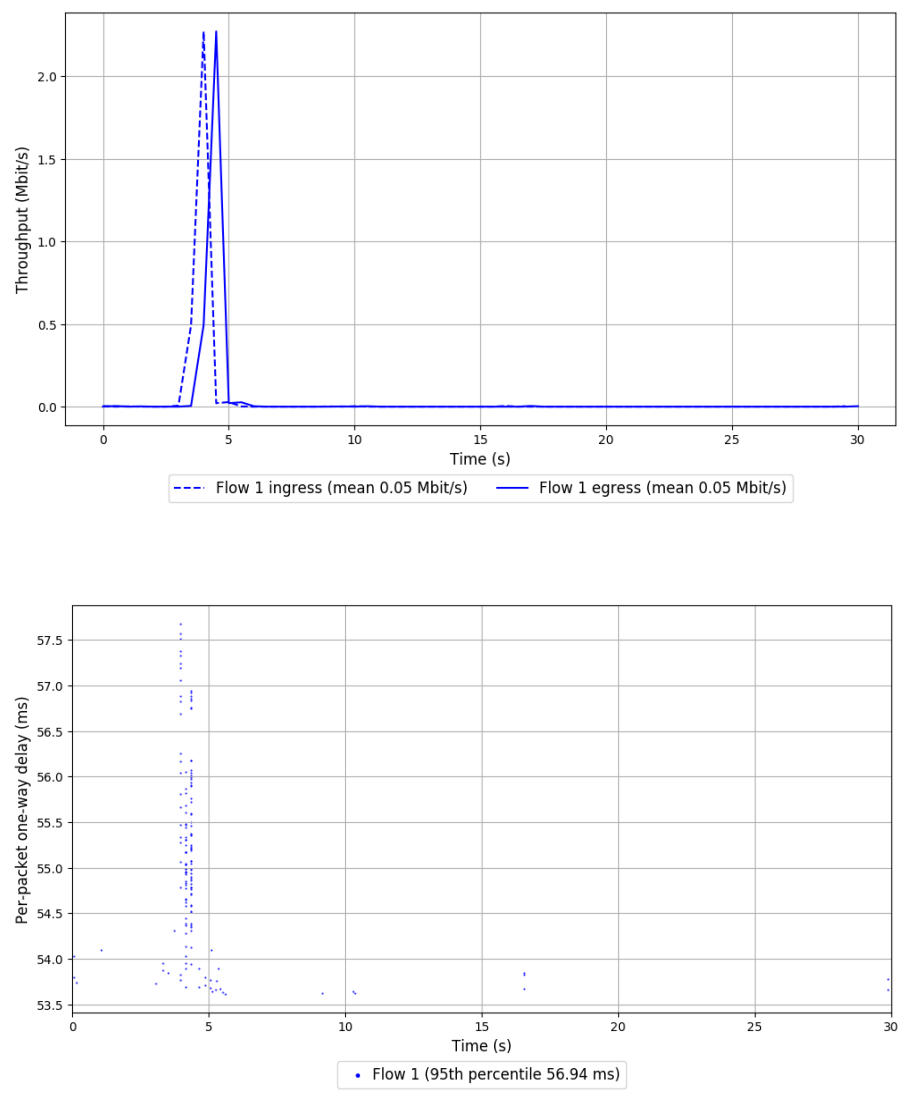 2.0
1.5
1.0
0.5
0.0
Throughput (Mbit/s)
0 5 10 15 20 25 30
Time (s)
Flow 1 ingress (mean 0.05 Mbit/s) Flow 1 egress (mean 0.05 Mbit/s)
57.5
57.0
56.5
56.0
55.5
55.0
54.5
54.0
53.5
Per-packet one-way delay (ms)
0 5 10 15 20 25 30
Time (s)
Flow 1 (95th percentile 56.94 ms)